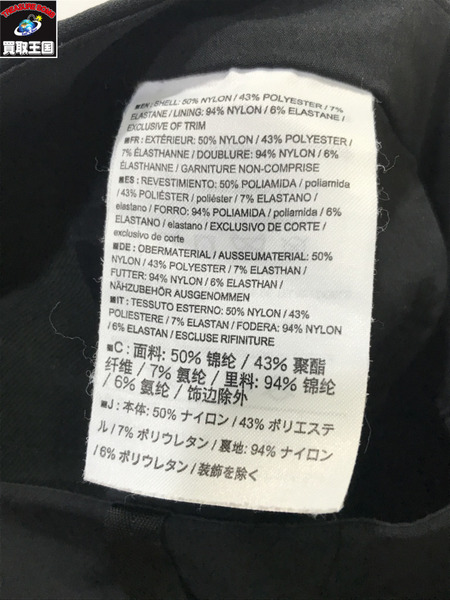 TREASURE KING
買取王国
■EN : SHELL: 50% NYLON / 43% POLYESTER / 7%
ELASTANE / LINING: 94% NYLON / 6% ELASTANE /
EXCLUSIVE OF TRIM
■FR : EXTÉRIEUR: 50% NYLON / 43% POLYESTER /
7% ÉLASTHANNE / DOUBLURE: 94% NYLON / 6%
ÉLASTHANNE / GARNITURE NON-COMPRISE
■ES : REVESTIMIENTO: 50% POLIAMIDA / poliamida
/ 43% POLIÉSTER / poliéster / 7% ELASTANO /
elastano / FORRO: 94% POLIAMIDA / poliamida / 6%
ELASTANO / elastano / EXCLUSIVO DE CORTE /
exclusivo de corte
■DE : OBERMATERIAL / AUSSEUMATERIAL: 50%
NYLON / 43% POLYESTER / 7% ELASTHAN /
FUTTER: 94% NYLON / 6% ELASTHAN /
NÄHZUBEHÖR AUSGENOMMEN
■IT : TESSUTO ESTERNO: 50% NYLON / 43%
POLIESTERE / 7% ELASTAN / FODERA: 94% NYLON
/ 6% ELASTAN / ESCLUSE RIFINITURE
■C : 面料: 50% 锦纶 / 43% 聚酯
纤维 / 7% 氨纶 / 里料: 94% 锦纶
/ 6% 氨纶 / 饰边除外
■J : 本体: 50% ナイロン / 43% ポリエステ
ル / 7% ポリウレタン / 裏地: 94% ナイロン
/ 6% ポリウレタン / 装飾を除く